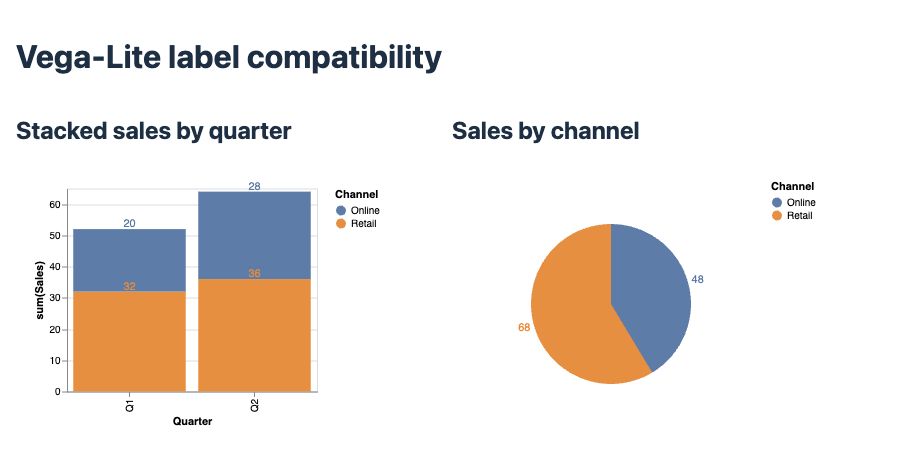 Vega-Lite label compatibility
Stacked sales by quarter
Sales by channel
28
60
50
40
30
20
10
0
20
36
32
sum(Sales)
Q1
Q2
Quarter
Channel
Online
Retail
Channel
Online
Retail
48
68